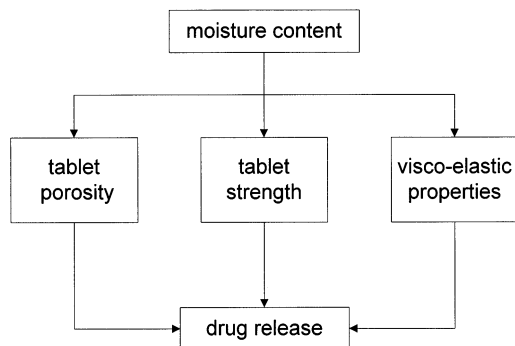 moisture content
tablet
porosity
tablet
strength
visco-elastic
properties
drug release